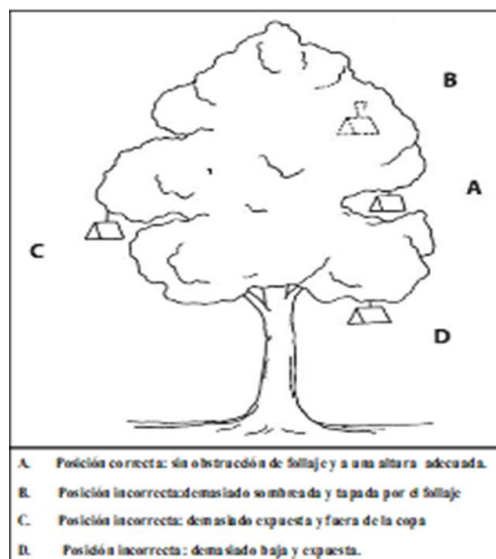 B
A
C
D
A. Posición correcta: sin obstrucción de follaje y a una altura adecuada.
B. Posición incorrecta:demasiado sombreada y tapada por el follaje
C. Posición incorrecta: demasiado expuesta y fuera de la copa
D. Posición incorrecta: demasiado baja y expuesta.